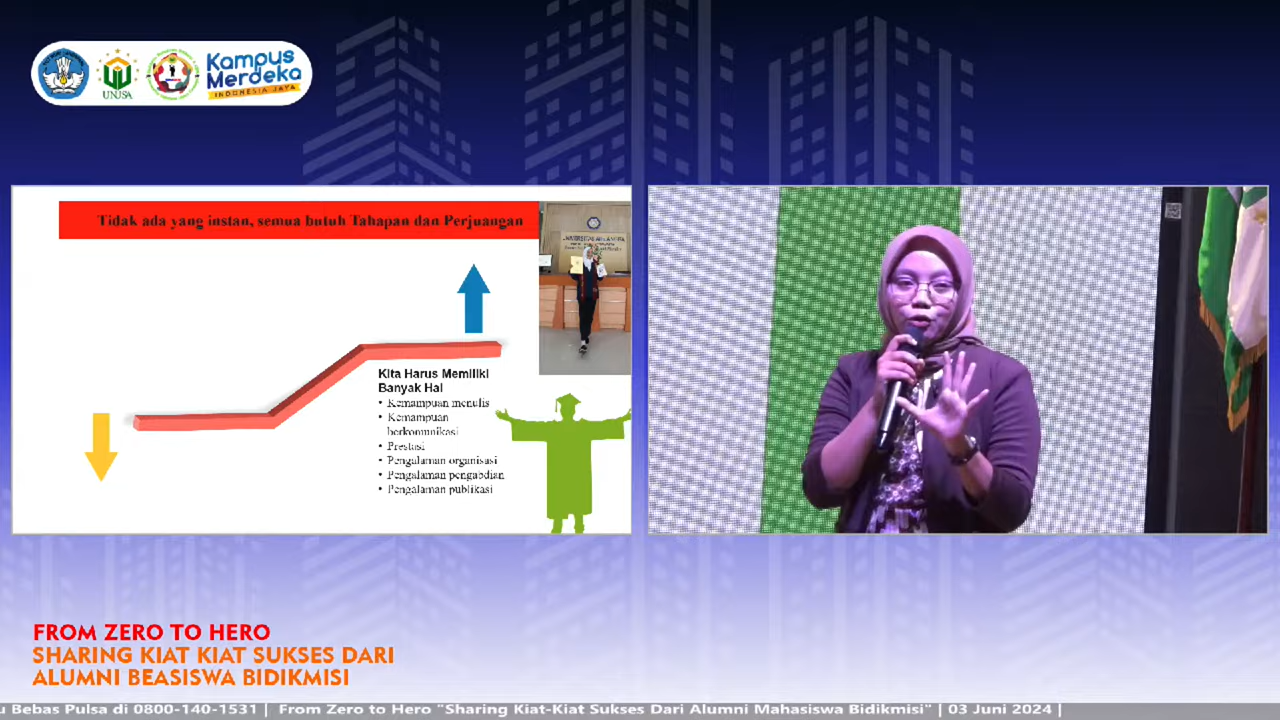 Kampus
Merdeka
INDONESIA JAYA
UNUSA
Tidak ada yang instan, semua butuh Tahapan dan Perjuangan
Kita Harus Memiliki
Banyak Hal
• Kemampuan menulis
• Kemampuan
berkomunikasi
• Prestasi
• Pengalaman organisasi
• Pengalaman pengabdian
• Pengalaman publikasi
FROM ZERO TO HERO
SHARING KIAT KIAT SUKSES DARI
ALUMNI BEASISWA BIDIKMISI
u Bebas Pulsa di 0800-140-1531 | From Zero to Hero "Sharing Kiat-Kiat Sukses Dari Alumni Mahasiswa Bidikmisi" | 03 Juni 2024 |